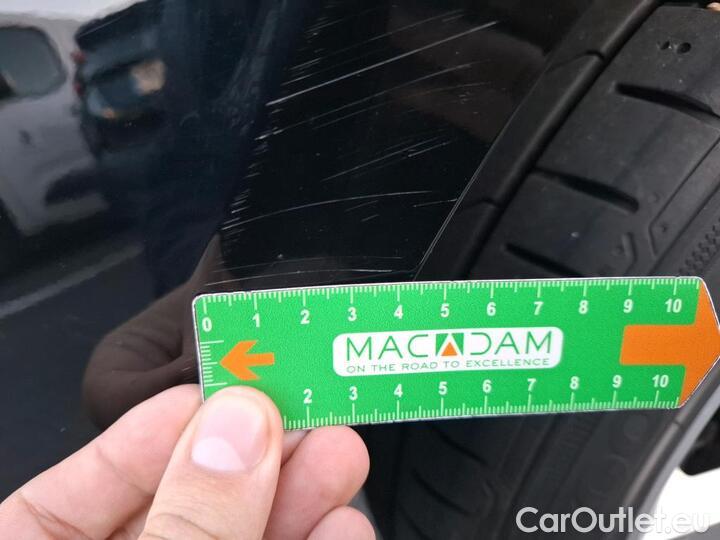 0 1 2 3 4 5 6 7 8 9 10
MACADAM
ON THE ROAD TO EXCELLENCE
2 3 4 5 6 7 8 9 10
CarOutlet.eu